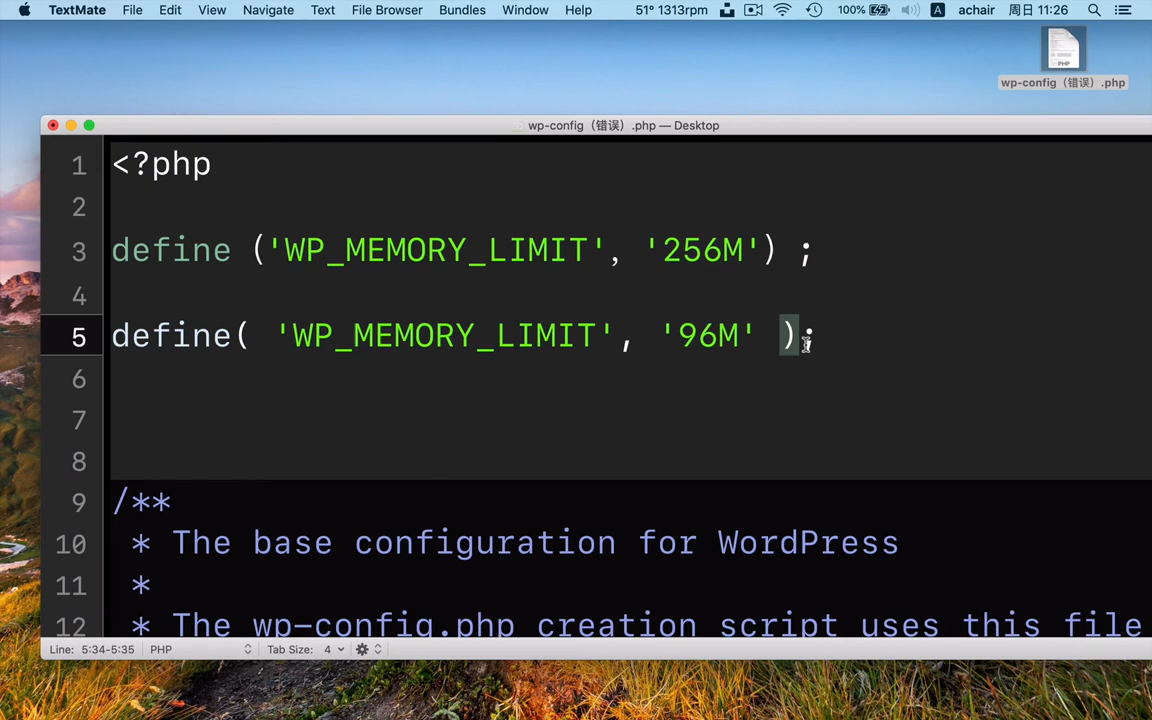 TextMate File Edit View Navigate Text File Browser Bundles Window Help 51° 1313rpm 100% A achair 周日 11:26
PHP
wp-config（错误）.php
wp-config（错误）.php — Desktop
1 <?php
2
3 define ('WP_MEMORY_LIMIT', '256M') ;
4
5 define( 'WP_MEMORY_LIMIT', '96M' );
6
7
8
9 /**
10 * The base configuration for WordPress
11 *
12 * The wp-config.php creation script uses this file
Line: 5:34-5:35 PHP Tab Size: 4